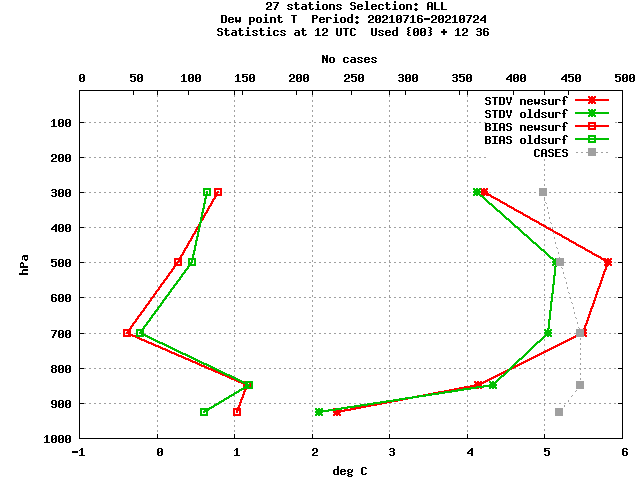 27 stations Selection: ALL
Dew point T  Period: 20210716-20210724
Statistics at 12 UTC  Used {00} + 12 36
No cases
0 50 100 150 200 250 300 350 400 450 500
STDV newsurf
STDV oldsurf
BIAS newsurf
BIAS oldsurf
CASES
100
200
300
400
500
600
700
800
900
1000
hPa
-1 0 1 2 3 4 5 6
deg C